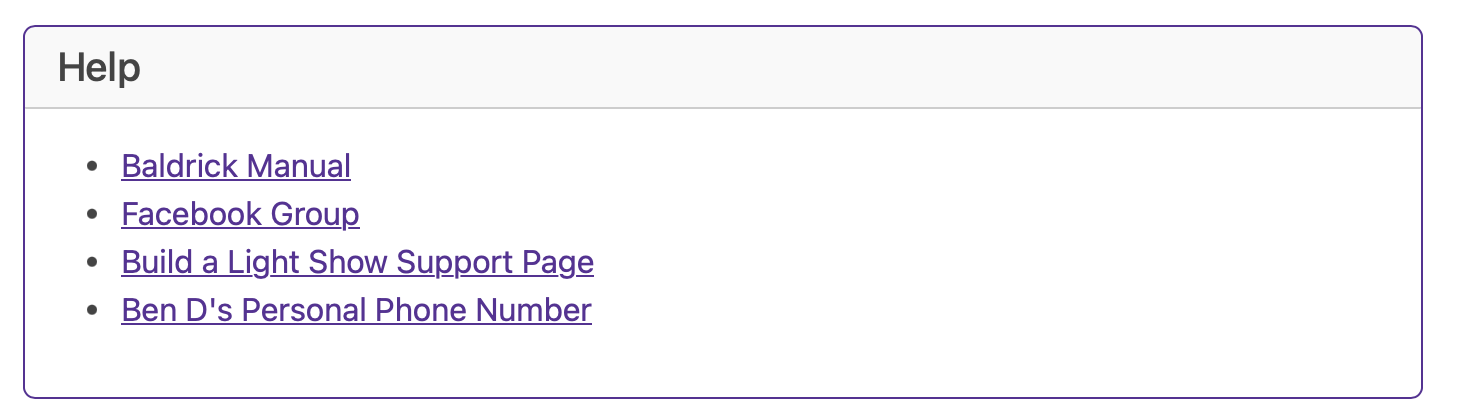 Help
Baldrick Manual
Facebook Group
Build a Light Show Support Page
Ben D's Personal Phone Number